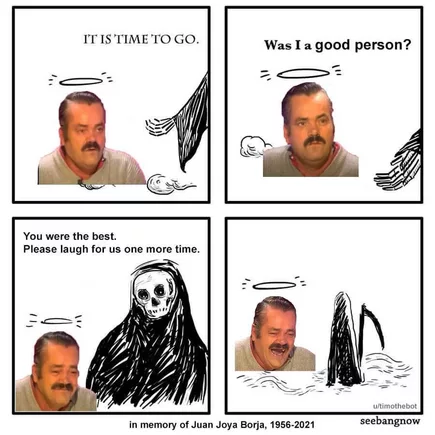 IT IS TIME TO GO.
Was I a good person?
You were the best.
Please laugh for us one more time.
u/timothebot
in memory of Juan Joya Borja, 1956-2021
seebangnow